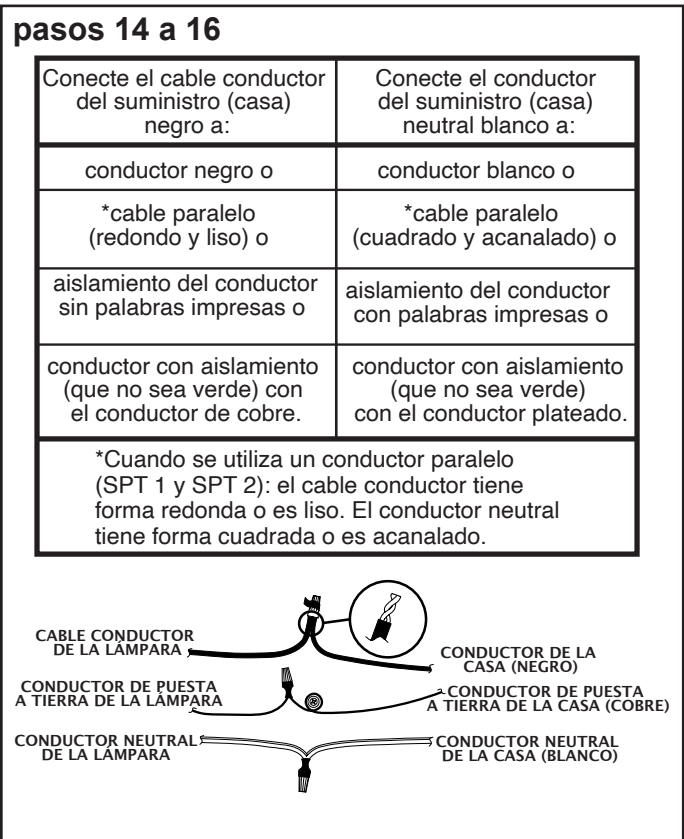 pasos 14 a 16
Conecte el cable conductor
del suministro (casa)
negro a:
Conecte el conductor
del suministro (casa)
neutral blanco a:
conductor negro o
conductor blanco o
*cable paralelo
(redondo y liso) o
*cable paralelo
(cuadrado y acanalado) o
aislamiento del conductor
sin palabras impresas o
aislamiento del conductor
con palabras impresas o
conductor con aislamiento
(que no sea verde) con
el conductor de cobre.
conductor con aislamiento
(que no sea verde)
con el conductor plateado.
*Cuando se utiliza un conductor paralelo
(SPT 1 y SPT 2): el cable conductor tiene
forma redonda o es liso. El conductor neutral
tiene forma cuadrada o es acanalado.
CABLE CONDUCTOR
DE LA LÁMPARA
CONDUCTOR DE LA
CASA (NEGRO)
CONDUCTOR DE PUESTA
A TIERRA DE LA LÁMPARA
CONDUCTOR DE PUESTA
A TIERRA DE LA CASA (COBRE)
CONDUCTOR NEUTRAL
DE LA LÁMPARA
CONDUCTOR NEUTRAL
DE LA CASA (BLANCO)